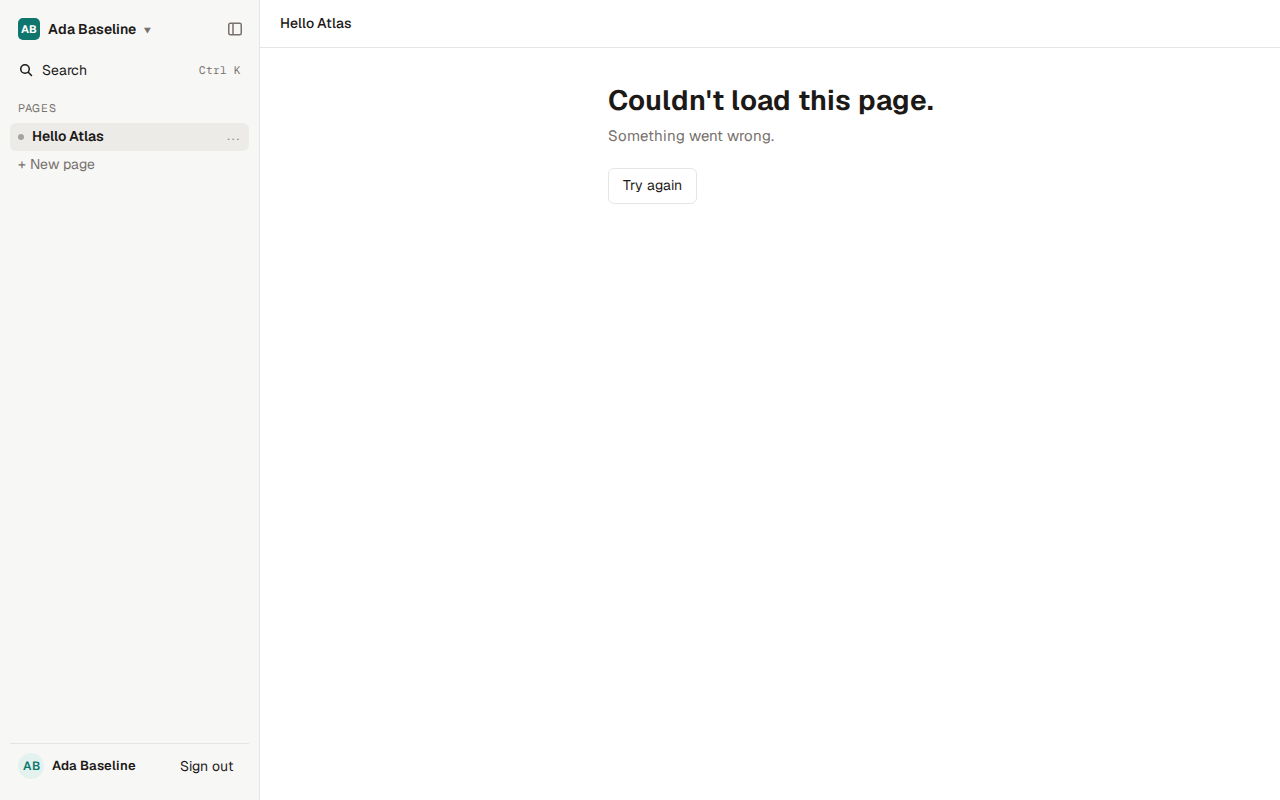 AB Ada Baseline ▾
Search Ctrl K
PAGES
Hello Atlas ...
+ New page
AB Ada Baseline Sign out
Hello Atlas
Couldn't load this page.
Something went wrong.
Try again